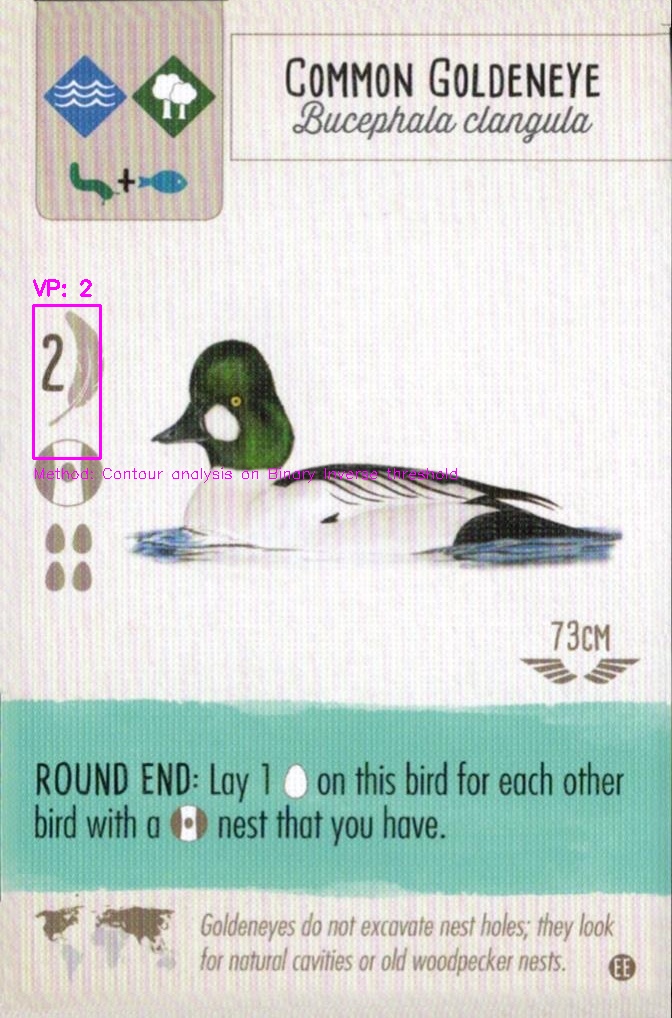 COMMON GOLDENEYE
Bucephala clangula
+
VP: 2
2
Method: Contour analysis on Binary Inverse threshold
73CM
ROUND END: Lay 1 on this bird for each other
bird with a nest that you have.
Goldeneyes do not excavate nest holes; they look
for natural cavities or old woodpecker nests.
EE